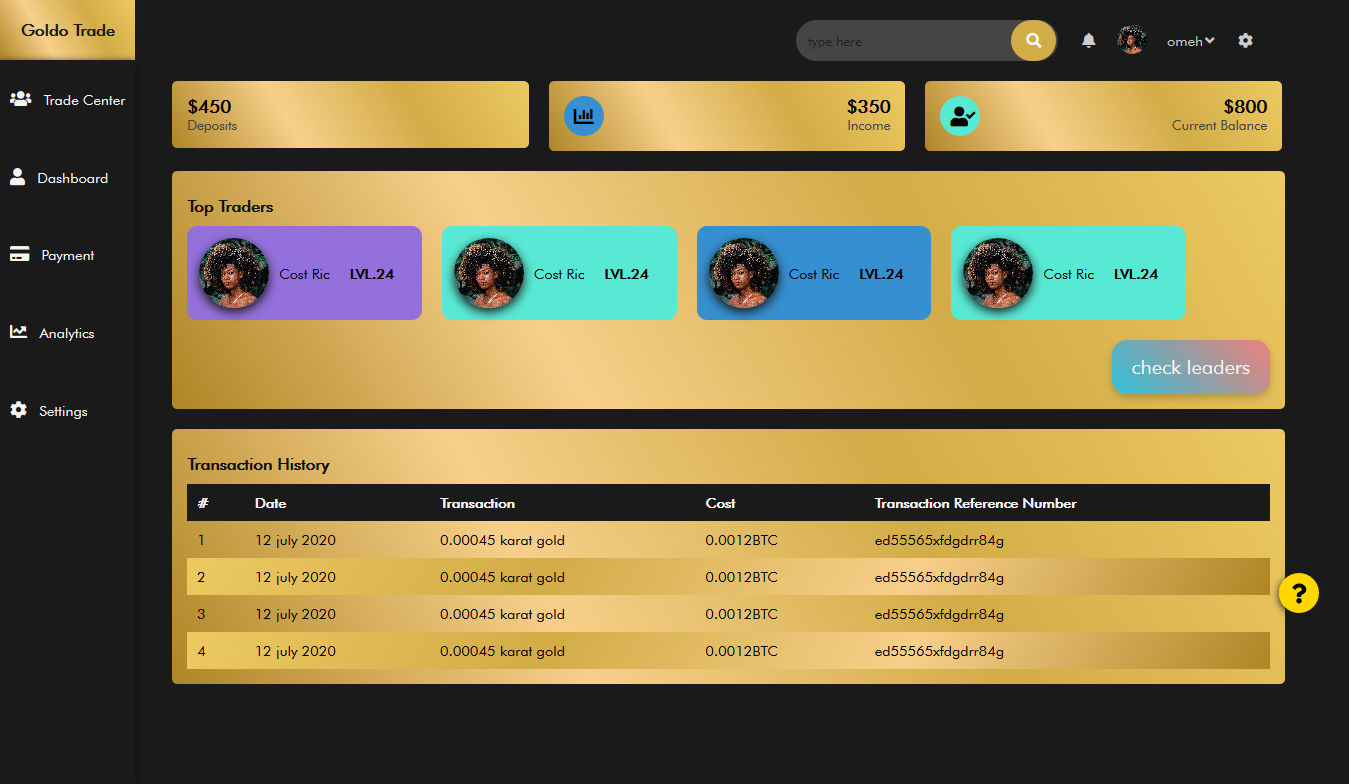 Goldo Trade
type here
omeh
Trade Center
Dashboard
Payment
Analytics
Settings
$450
Deposits
$350
Income
$800
Current Balance
Top Traders
Cost Ric LVL.24
Cost Ric LVL.24
Cost Ric LVL.24
Cost Ric LVL.24
check leaders
Transaction History
# Date Transaction Cost Transaction Reference Number
1 12 july 2020 0.00045 karat gold 0.0012BTC ed55565xfdgdrr84g
2 12 july 2020 0.00045 karat gold 0.0012BTC ed55565xfdgdrr84g
3 12 july 2020 0.00045 karat gold 0.0012BTC ed55565xfdgdrr84g
4 12 july 2020 0.00045 karat gold 0.0012BTC ed55565xfdgdrr84g
?